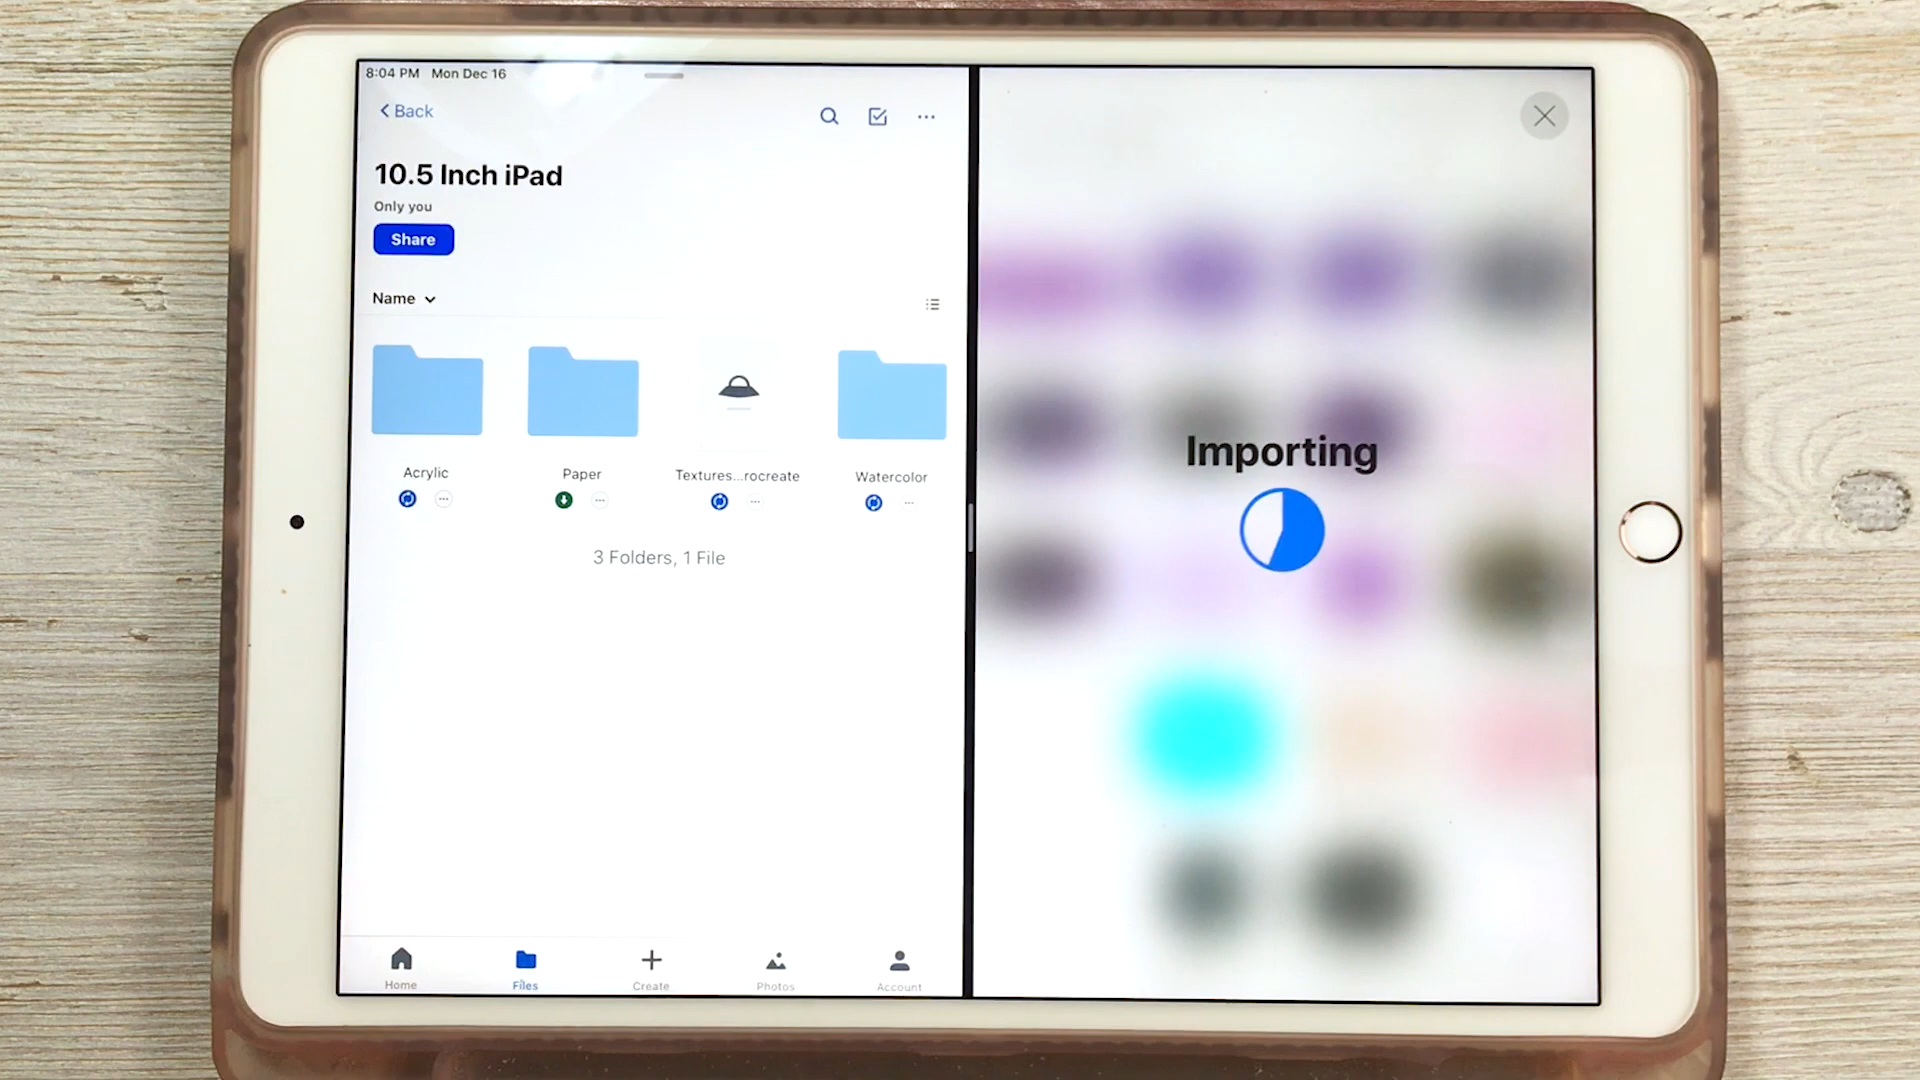 8:04 PM Mon Dec 16
Back
10.5 Inch iPad
Only you
Share
Name
Acrylic
Paper
Textures...rocreate
Watercolor
3 Folders, 1 File
Home
Files
Create
Photos
Account
Importing